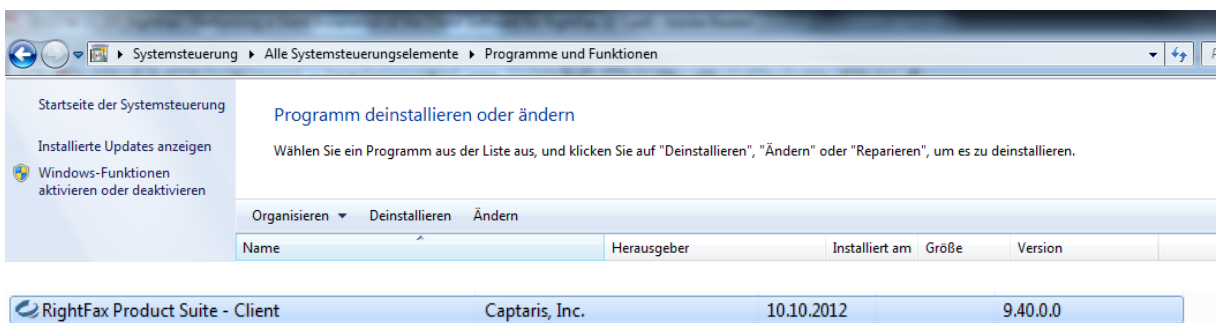 Systemsteuerung Alle Systemsteuerungselemente Programme und Funktionen
Startseite der Systemsteuerung
Installierte Updates anzeigen
Windows-Funktionen
aktivieren oder deaktivieren
Programm deinstallieren oder ändern
Wählen Sie ein Programm aus der Liste aus, und klicken Sie auf "Deinstallieren", "Ändern" oder "Reparieren", um es zu deinstallieren.
Organisieren Deinstallieren Ändern
Name Herausgeber Installiert am Größe Version
RightFax Product Suite - Client Captaris, Inc. 10.10.2012 9.40.0.0